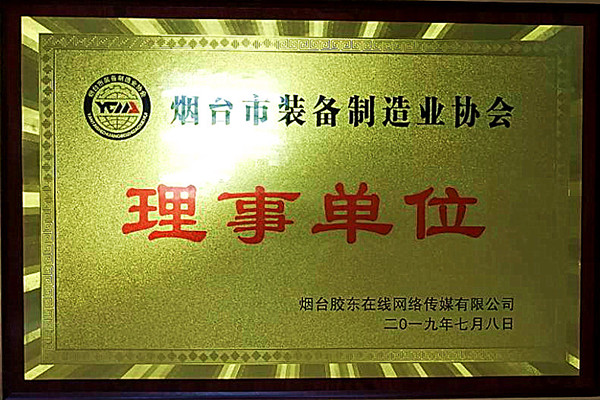 烟台市装备制造业协会
理事单位
烟台胶东在线网络传媒有限公司
二〇一九年七月八日